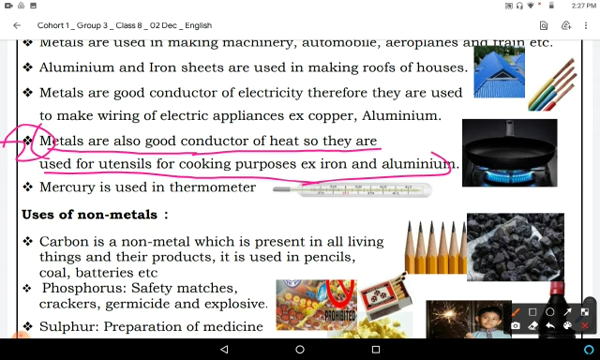 2:27 PM
Cohort 1 _ Group 3 _ Class 8 _ 02 Dec _ English
❖ Metals are used in making machinery, automobile, aeroplanes and train etc.
❖ Aluminium and Iron sheets are used in making roofs of houses.
❖ Metals are good conductor of electricity therefore they are used
to make wiring of electric appliances ex copper, Aluminium.
❖ Metals are also good conductor of heat so they are
used for utensils for cooking purposes ex iron and aluminium.
❖ Mercury is used in thermometer
Uses of non-metals :
❖ Carbon is a non-metal which is present in all living
things and their products, it is used in pencils,
coal, batteries etc
❖ Phosphorus: Safety matches,
crackers, germicide and explosive.
PROHIBITED
❖ Sulphur: Preparation of medicine